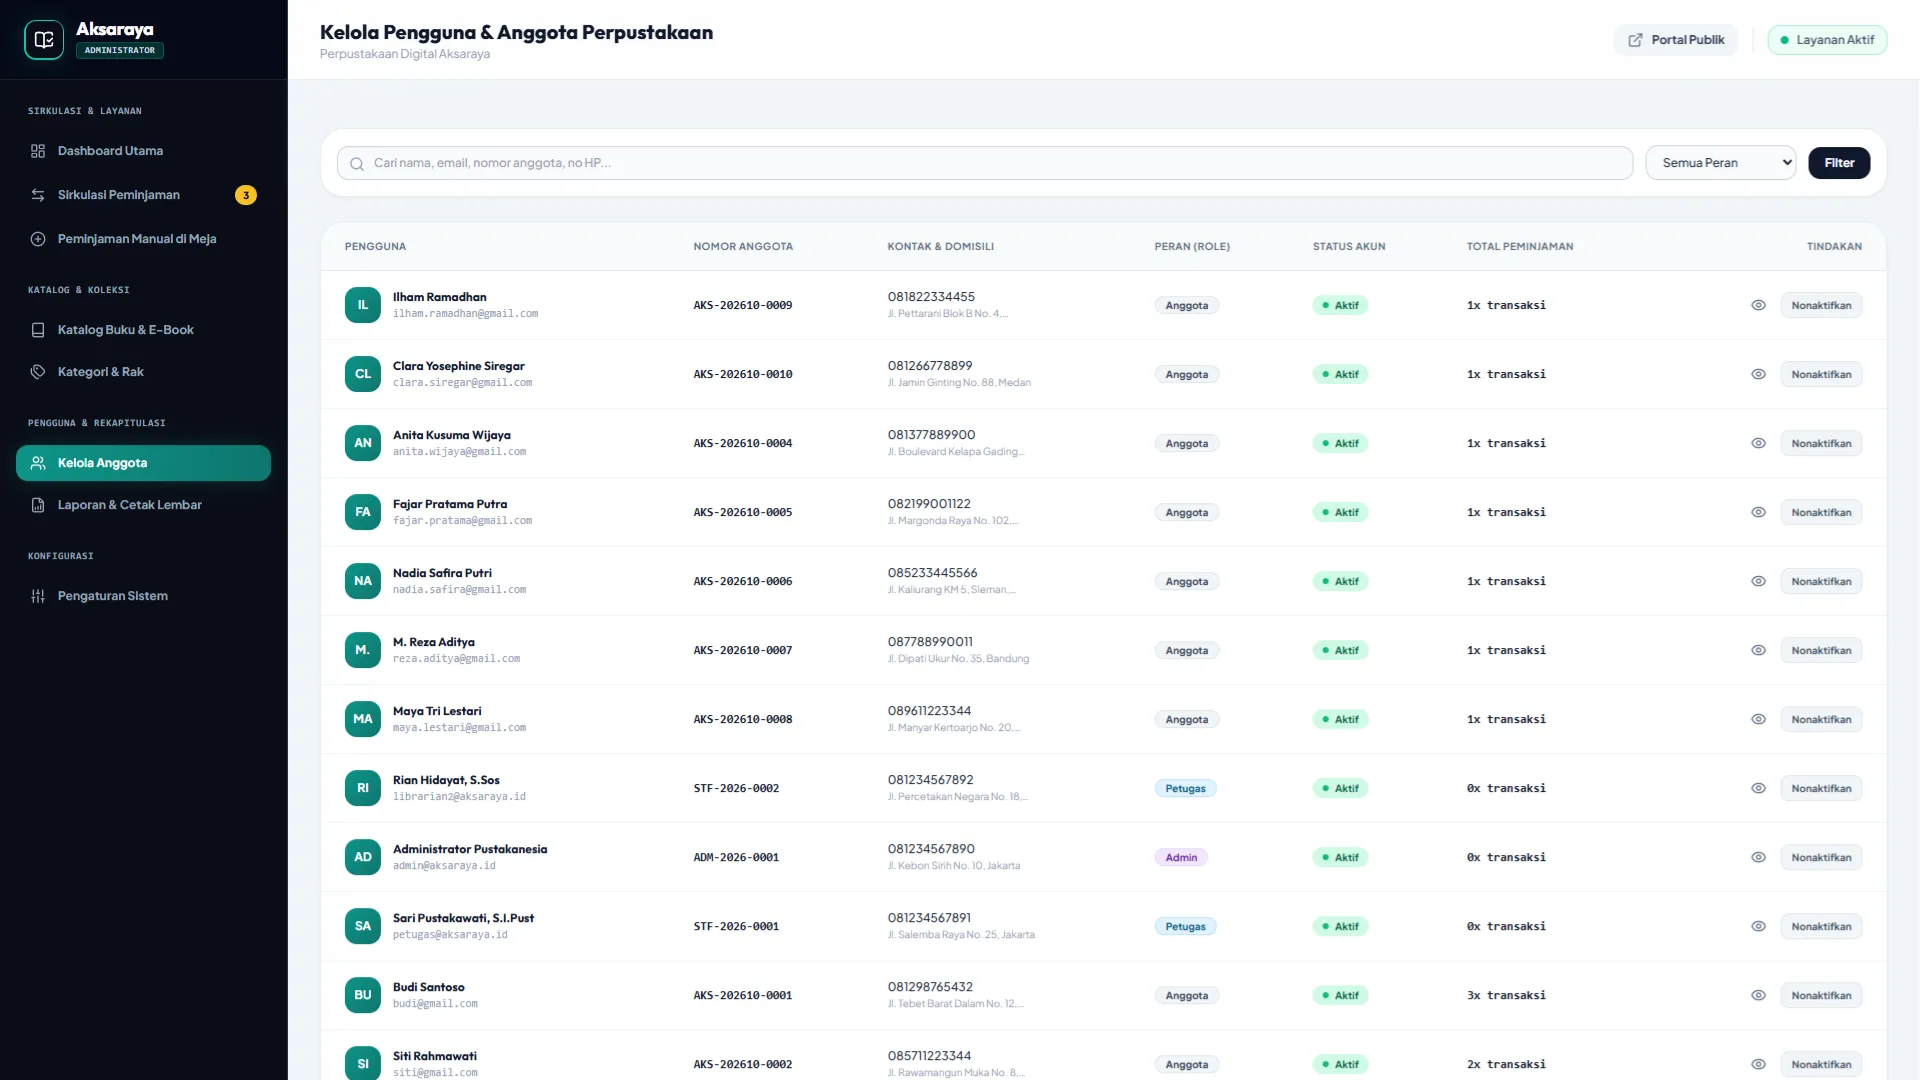 Aksaraya
ADMINISTRATOR
SIRKULASI & LAYANAN
Dashboard Utama
Sirkulasi Peminjaman 3
Peminjaman Manual di Meja
KATALOG & KOLEKSI
Katalog Buku & E-Book
Kategori & Rak
PENGGUNA & REKAPITULASI
Kelola Anggota
Laporan & Cetak Lembar
KONFIGURASI
Pengaturan Sistem
Kelola Pengguna & Anggota Perpustakaan
Perpustakaan Digital Aksaraya
Portal Publik
Layanan Aktif
Cari nama, email, nomor anggota, no HP...
Semua Peran
Filter
PENGGUNA NOMOR ANGGOTA KONTAK & DOMISILI PERAN (ROLE) STATUS AKUN TOTAL PEMINJAMAN TINDAKAN
IL Ilham Ramadhan AKS-202610-0009 081822334455 Anggota Aktif 1x transaksi Nonaktifkan
ilham.ramadhan@gmail.com Jl. Pettarani Blok B No. 4,...
CL Clara Yosephine Siregar AKS-202610-0010 081266778899 Anggota Aktif 1x transaksi Nonaktifkan
clara.siregar@gmail.com Jl. Jamin Ginting No. 88, Medan
AN Anita Kusuma Wijaya AKS-202610-0004 081377889900 Anggota Aktif 1x transaksi Nonaktifkan
anita.wijaya@gmail.com Jl. Boulevard Kelapa Gading...
FA Fajar Pratama Putra AKS-202610-0005 082199001122 Anggota Aktif 1x transaksi Nonaktifkan
fajar.pratama@gmail.com Jl. Margonda Raya No. 102,...
NA Nadia Safira Putri AKS-202610-0006 085233445566 Anggota Aktif 1x transaksi Nonaktifkan
nadia.safira@gmail.com Jl. Kaliurang KM 5, Sleman,...
M. M. Reza Aditya AKS-202610-0007 087788990011 Anggota Aktif 1x transaksi Nonaktifkan
reza.aditya@gmail.com Jl. Dipati Ukur No. 35, Bandung
MA Maya Tri Lestari AKS-202610-0008 089611223344 Anggota Aktif 1x transaksi Nonaktifkan
maya.lestari@gmail.com Jl. Manyar Kertoarjo No. 20,...
RI Rian Hidayat, S.Sos STF-2026-0002 081234567892 Petugas Aktif 0x transaksi Nonaktifkan
librarian2@aksaraya.id Jl. Percetakan Negara No. 18,...
AD Administrator Pustakanesia ADM-2026-0001 081234567890 Admin Aktif 0x transaksi Nonaktifkan
admin@aksaraya.id Jl. Kebon Sirih No. 10, Jakarta
SA Sari Pustakawati, S.I.Pust STF-2026-0001 081234567891 Petugas Aktif 0x transaksi Nonaktifkan
petugas@aksaraya.id Jl. Salemba Raya No. 25, Jakarta
BU Budi Santoso AKS-202610-0001 081298765432 Anggota Aktif 3x transaksi Nonaktifkan
budi@gmail.com Jl. Tebet Barat Dalam No. 12,...
SI Siti Rahmawati AKS-202610-0002 085711223344 Anggota Aktif 2x transaksi Nonaktifkan
siti@gmail.com Jl. Rawamangun Muka No. 8,...